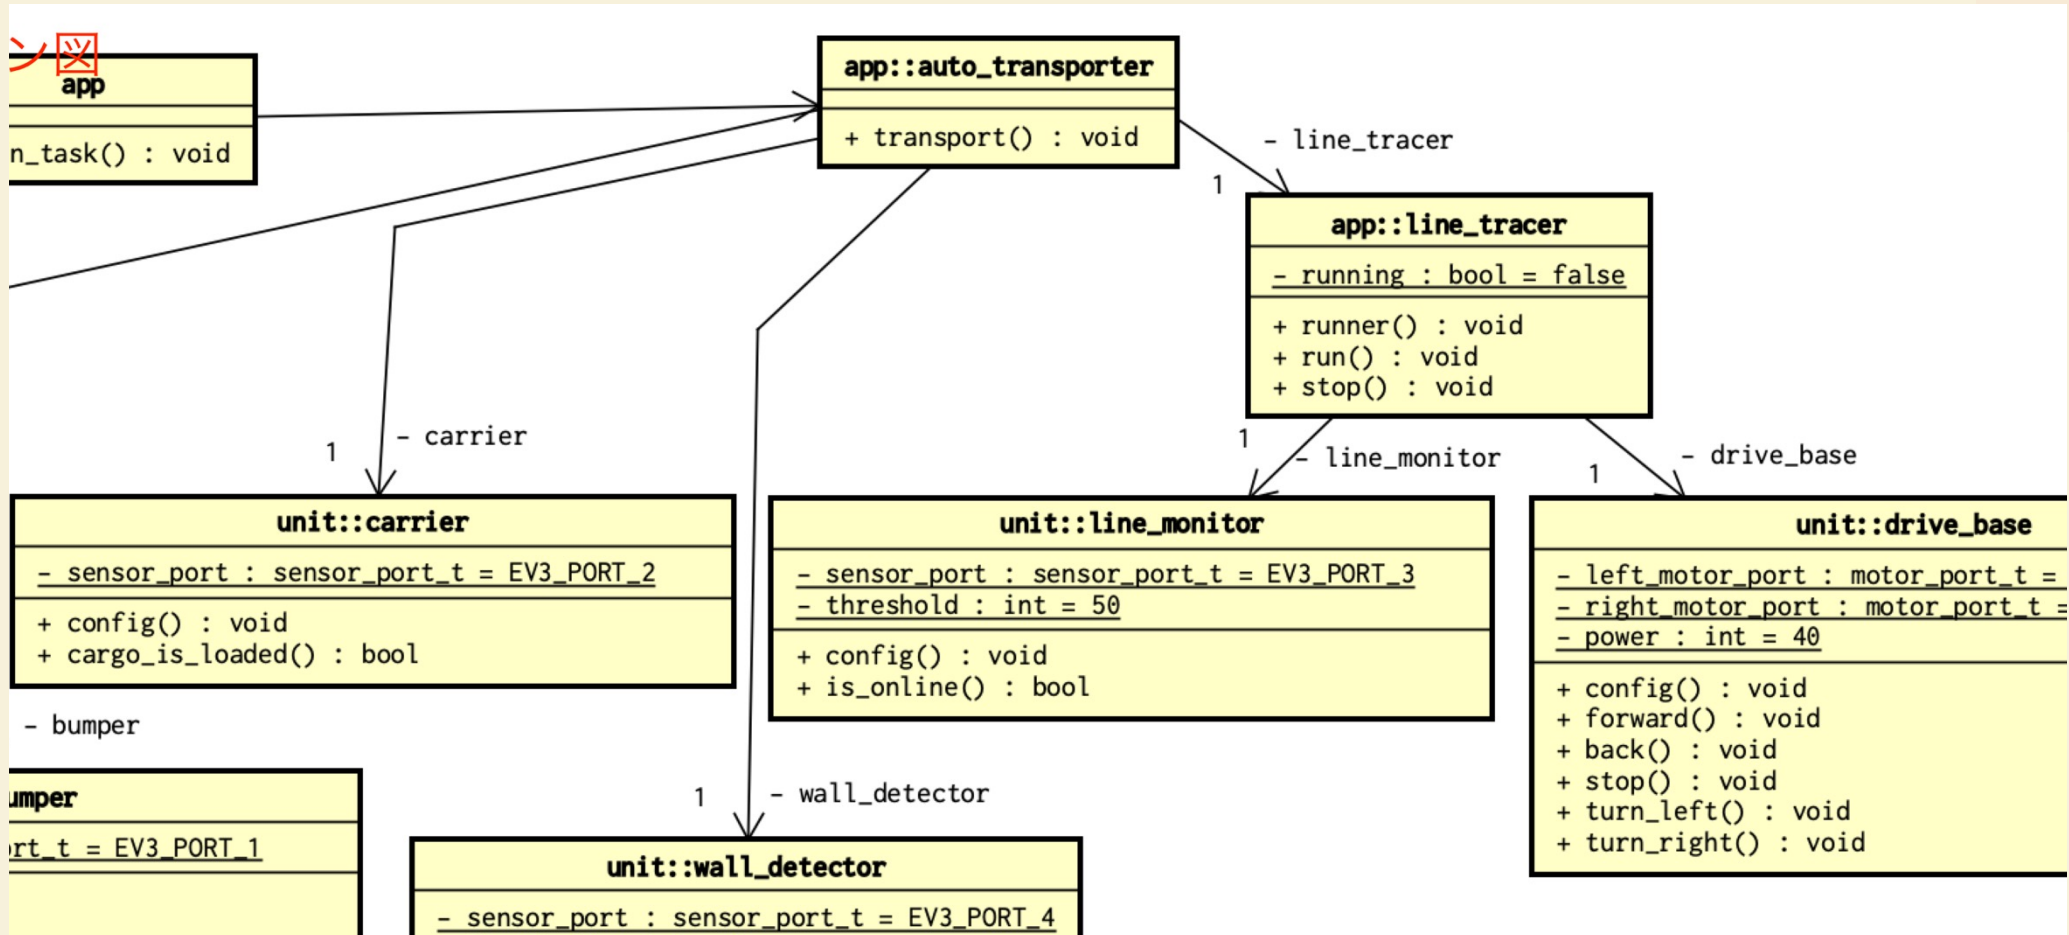 ン図
app
n_task() : void
app::auto_transporter
+ transport() : void
- line_tracer
1
app::line_tracer
- running : bool = false
+ runner() : void
+ run() : void
+ stop() : void
1
- carrier
1
- line_monitor
1
- drive_base
unit::carrier
- sensor_port : sensor_port_t = EV3_PORT_2
+ config() : void
+ cargo_is_loaded() : bool
unit::line_monitor
- sensor_port : sensor_port_t = EV3_PORT_3
- threshold : int = 50
+ config() : void
+ is_online() : bool
unit::drive_base
- left_motor_port : motor_port_t =
- right_motor_port : motor_port_t =
- power : int = 40
+ config() : void
+ forward() : void
+ back() : void
+ stop() : void
+ turn_left() : void
+ turn_right() : void
- bumper
umper
rt_t = EV3_PORT_1
1
- wall_detector
unit::wall_detector
- sensor_port : sensor_port_t = EV3_PORT_4